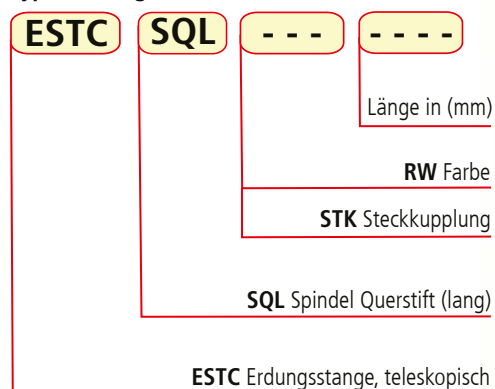 ESTC SQL - - - - - - -
Länge in (mm)
RW Farbe
STK Steckkupplung
SQL Spindel Querstift (lang)
ESTC Erdungsstange, teleskopisch